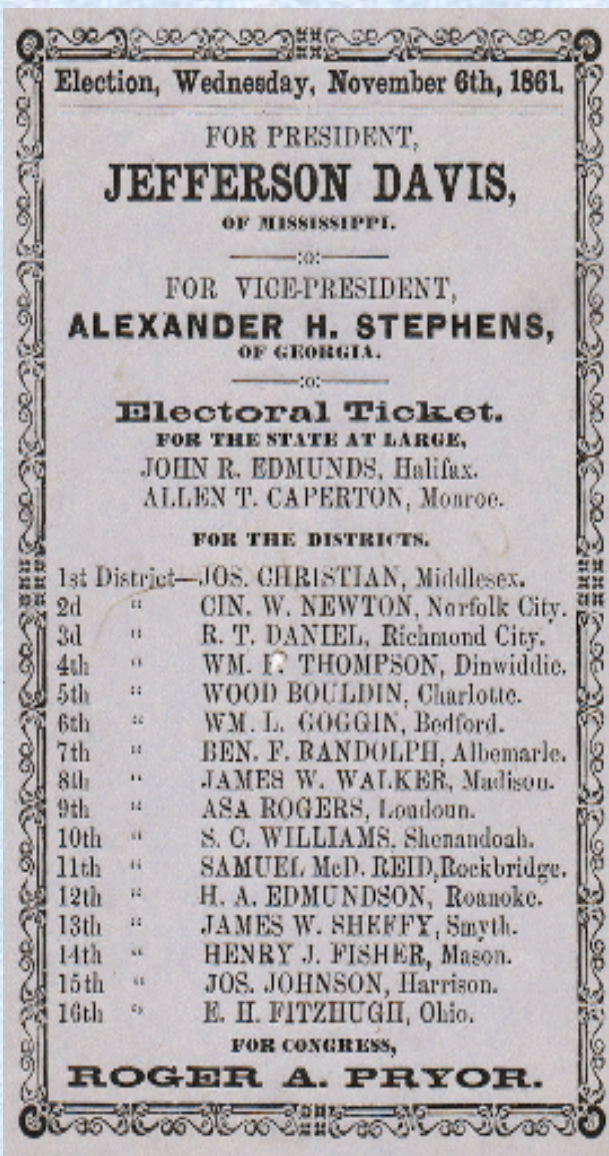 Election, Wednesday, November 6th, 1861.
FOR PRESIDENT,
JEFFERSON DAVIS,
OF MISSISSIPPI.
FOR VICE-PRESIDENT,
ALEXANDER H. STEPHENS,
OF GEORGIA.
Electoral Ticket.
FOR THE STATE AT LARGE,
JOHN R. EDMUNDS, Halifax.
ALLEN T. CAPERTON, Monroe.
FOR THE DISTRICTS.
1st District—JOS. CHRISTIAN, Middlesex.
2d " CIN. W. NEWTON, Norfolk City.
3d " R. T. DANIEL, Richmond City.
4th " WM. F. THOMPSON, Dinwiddie.
5th " WOOD BOULDIN, Charlotte.
6th " WM. L. GOGGIN, Bedford.
7th " BEN. F. RANDOLPH, Albemarle.
8th " JAMES W. WALKER, Madison.
9th " ASA ROGERS, Loudoun.
10th " S. C. WILLIAMS, Shenandoah.
11th " SAMUEL McD. REID, Rockbridge.
12th " H. A. EDMUNDSON, Roanoke.
13th " JAMES W. SHEFFY, Smyth.
14th " HENRY J. FISHER, Mason.
15th " JOS. JOHNSON, Harrison.
16th " E. H. FITZHUGH, Ohio.
FOR CONGRESS,
ROGER A. PRYOR.